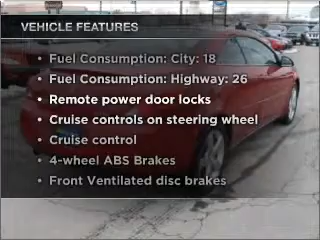 VEHICLE FEATURES
• Fuel Consumption: City: 18
• Fuel Consumption: Highway: 26
• Remote power door locks
• Cruise controls on steering wheel
• Cruise control
• 4-wheel ABS Brakes
• Front Ventilated disc brakes